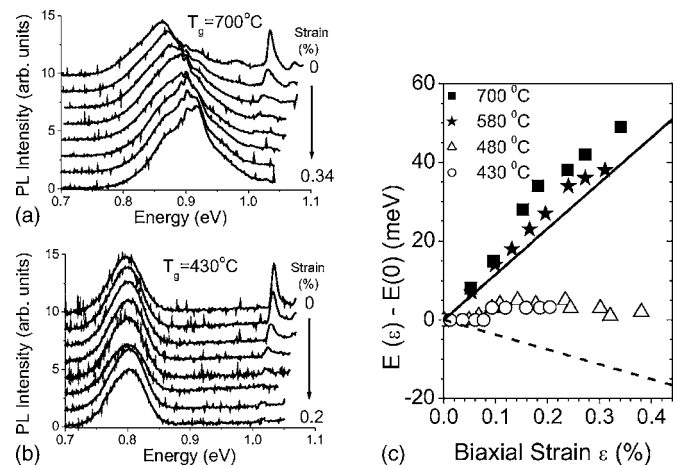 T_g=700°C
Strain
(%)
0
0.34
PL Intensity (arb. units)
15
10
5
0
0.7 0.8 0.9 1.0 1.1
Energy (eV)
(a)
T_g=430°C
Strain
(%)
0
0.2
PL Intensity (arb. units)
15
10
5
0
0.7 0.8 0.9 1.0 1.1
Energy (eV)
(b)
60
40
20
0
-20
E (ε) - E(0) (meV)
700 °C
580 °C
480 °C
430 °C
0.0 0.1 0.2 0.3 0.4
Biaxial Strain ε (%)
(c)